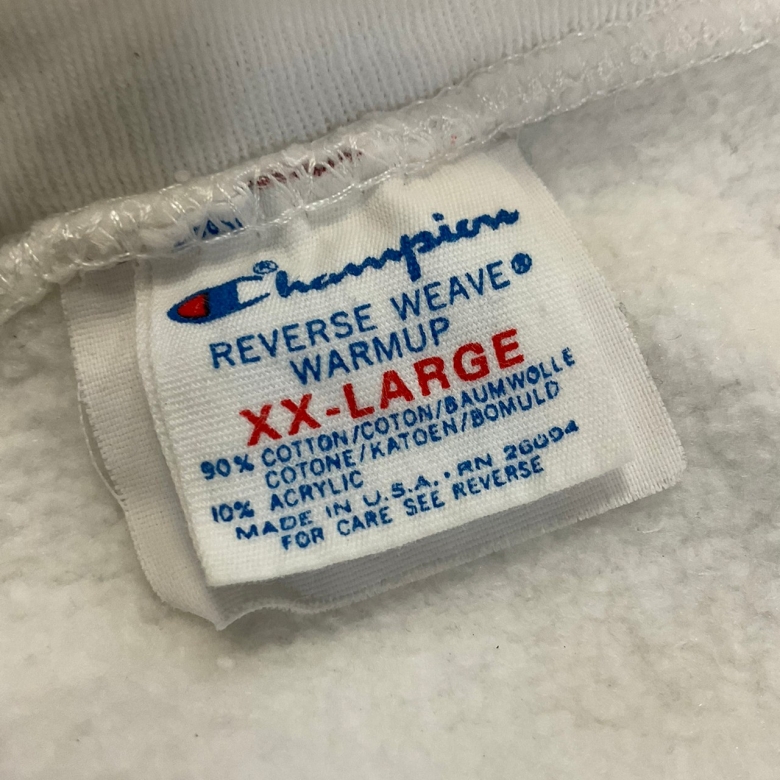 Champion®
REVERSE WEAVE®
WARMUP
XX-LARGE
90% COTTON/COTON/BAUMWOLLE
COTONE/KATOEN/BOMULD
10% ACRYLIC
MADE IN U.S.A. • RN 26094
FOR CARE SEE REVERSE